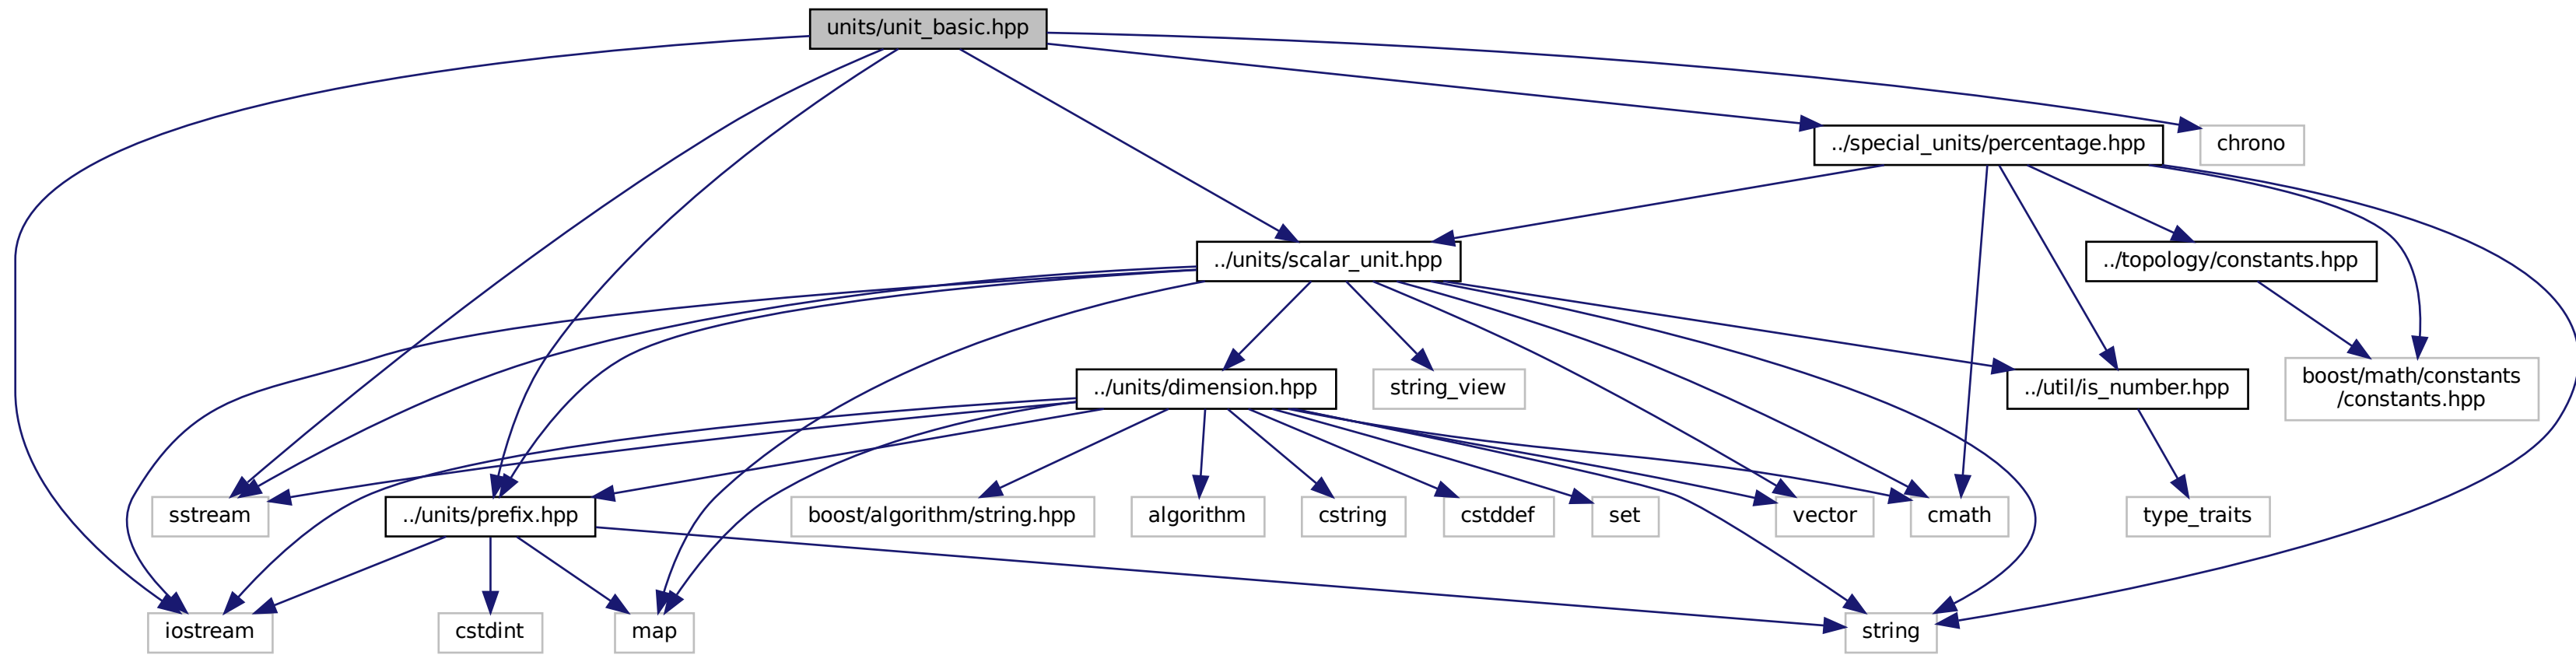 units/unit_basic.hpp
../special_units/percentage.hpp
chrono
../units/scalar_unit.hpp
../topology/constants.hpp
../units/dimension.hpp
string_view
../util/is_number.hpp
boost/math/constants
/constants.hpp
sstream
../units/prefix.hpp
boost/algorithm/string.hpp
algorithm
cstring
cstddef
set
vector
cmath
type_traits
iostream
cstdint
map
string